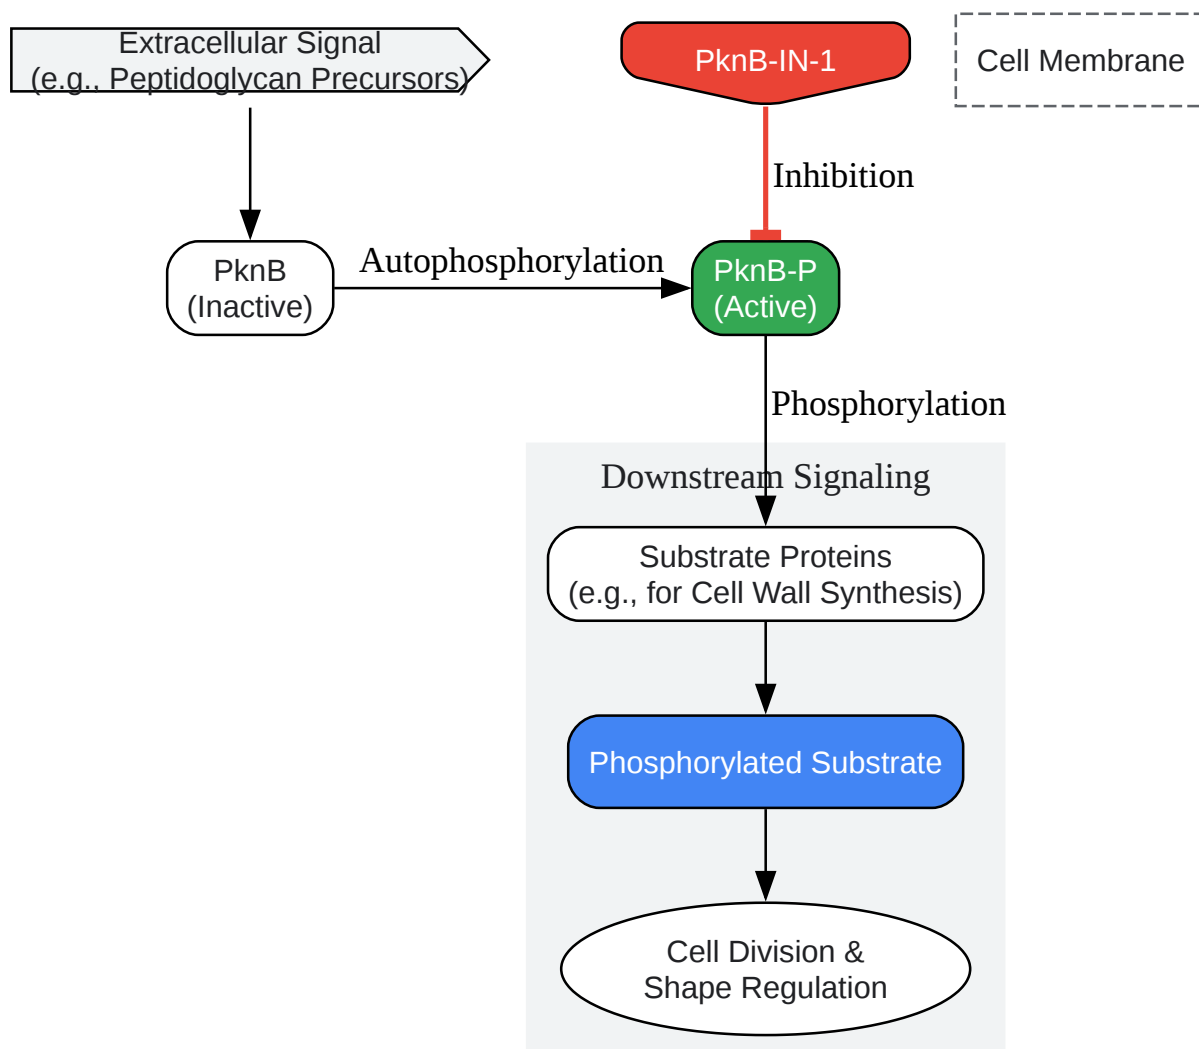 Extracellular Signal
(e.g., Peptidoglycan Precursors)
PknB-IN-1
Cell Membrane
Inhibition
PknB
(Inactive)
Autophosphorylation
PknB-P
(Active)
Phosphorylation
Downstream Signaling
Substrate Proteins
(e.g., for Cell Wall Synthesis)
Phosphorylated Substrate
Cell Division &
Shape Regulation